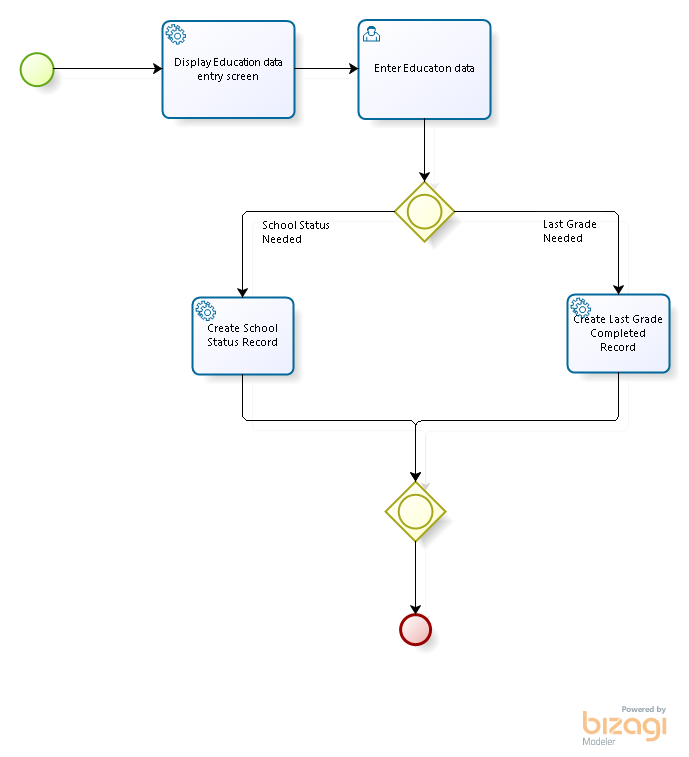 Display Education data
entry screen
Enter Educaton data
School Status
Needed
Last Grade
Needed
Create School
Status Record
Create Last Grade
Completed
Record
Powered by
bizagi
Modeler